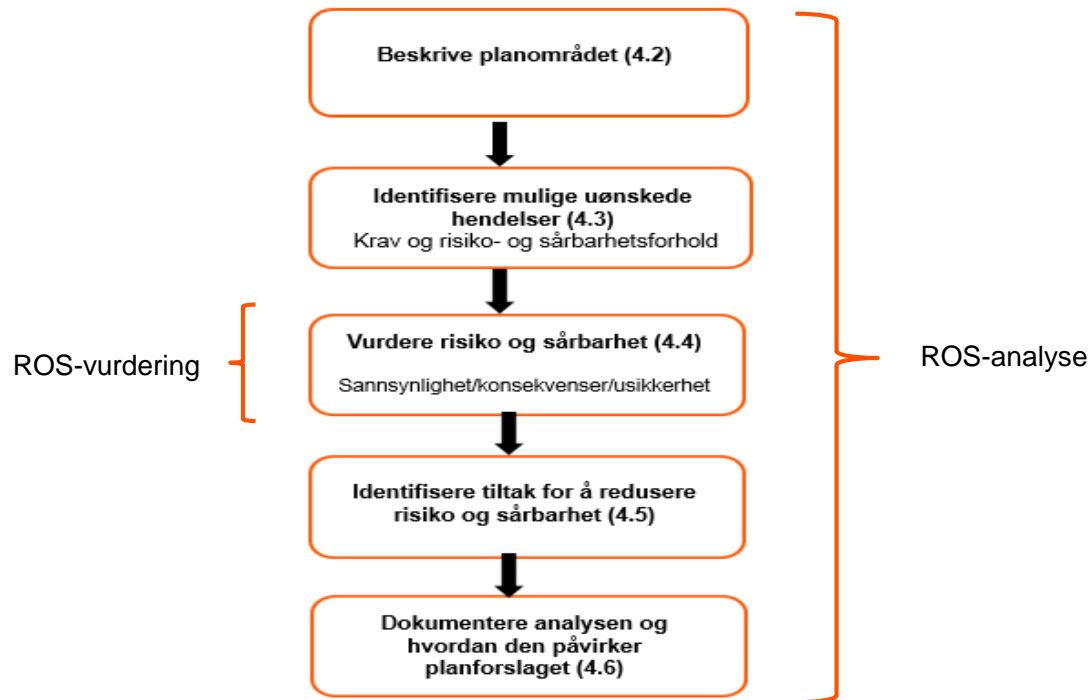 Beskrive planområdet (4.2)
Identifisere mulige uønskede
hendelser (4.3)
Krav og risiko- og sårbarhetsforhold
ROS-vurdering
Vurdere risiko og sårbarhet (4.4)
Sannsynlighet/konsekvenser/usikkerhet
ROS-analyse
Identifisere tiltak for å redusere
risiko og sårbarhet (4.5)
Dokumentere analysen og
hvordan den påvirker
planforslaget (4.6)